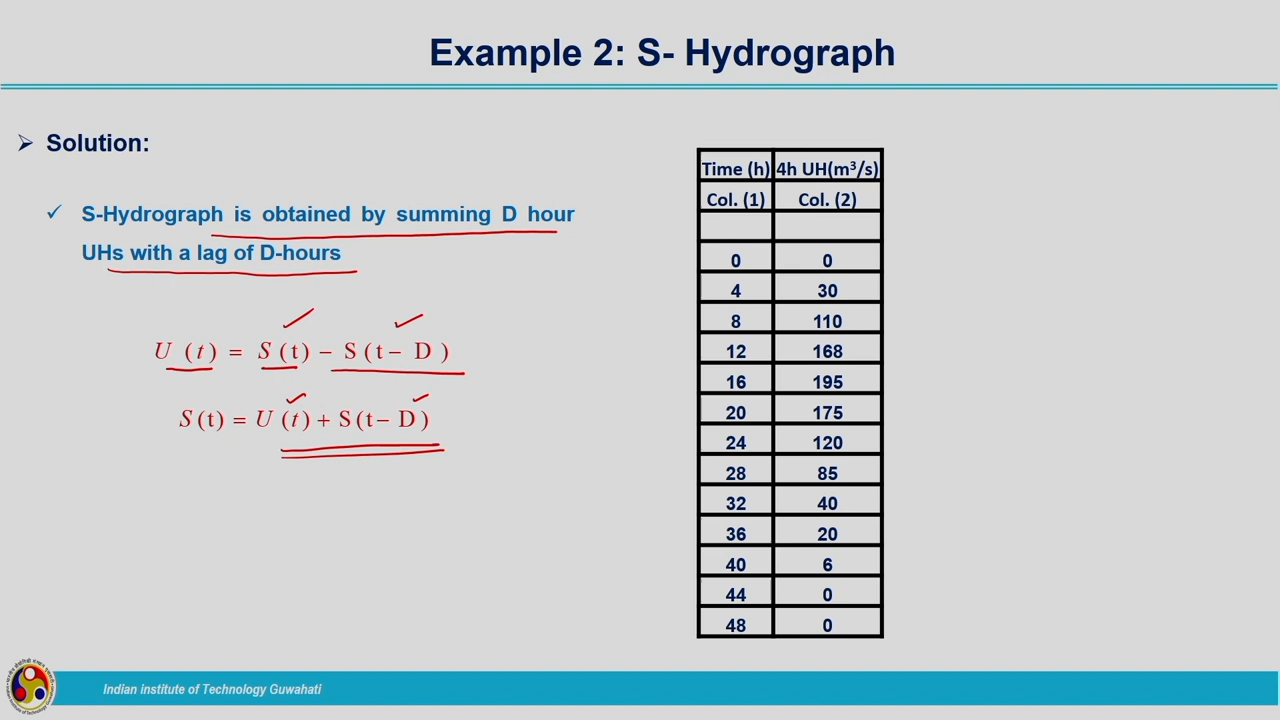 Example 2: S- Hydrograph
Solution:
S-Hydrograph is obtained by summing D hour
UHs with a lag of D-hours
U (t) = S(t) − S(t− D )
S(t) = U (t) + S(t− D)
Time (h) 4h UH(m³/s)
Col. (1) Col. (2)
0 0
4 30
8 110
12 168
16 195
20 175
24 120
28 85
32 40
36 20
40 6
44 0
48 0
Indian institute of Technology Guwahati